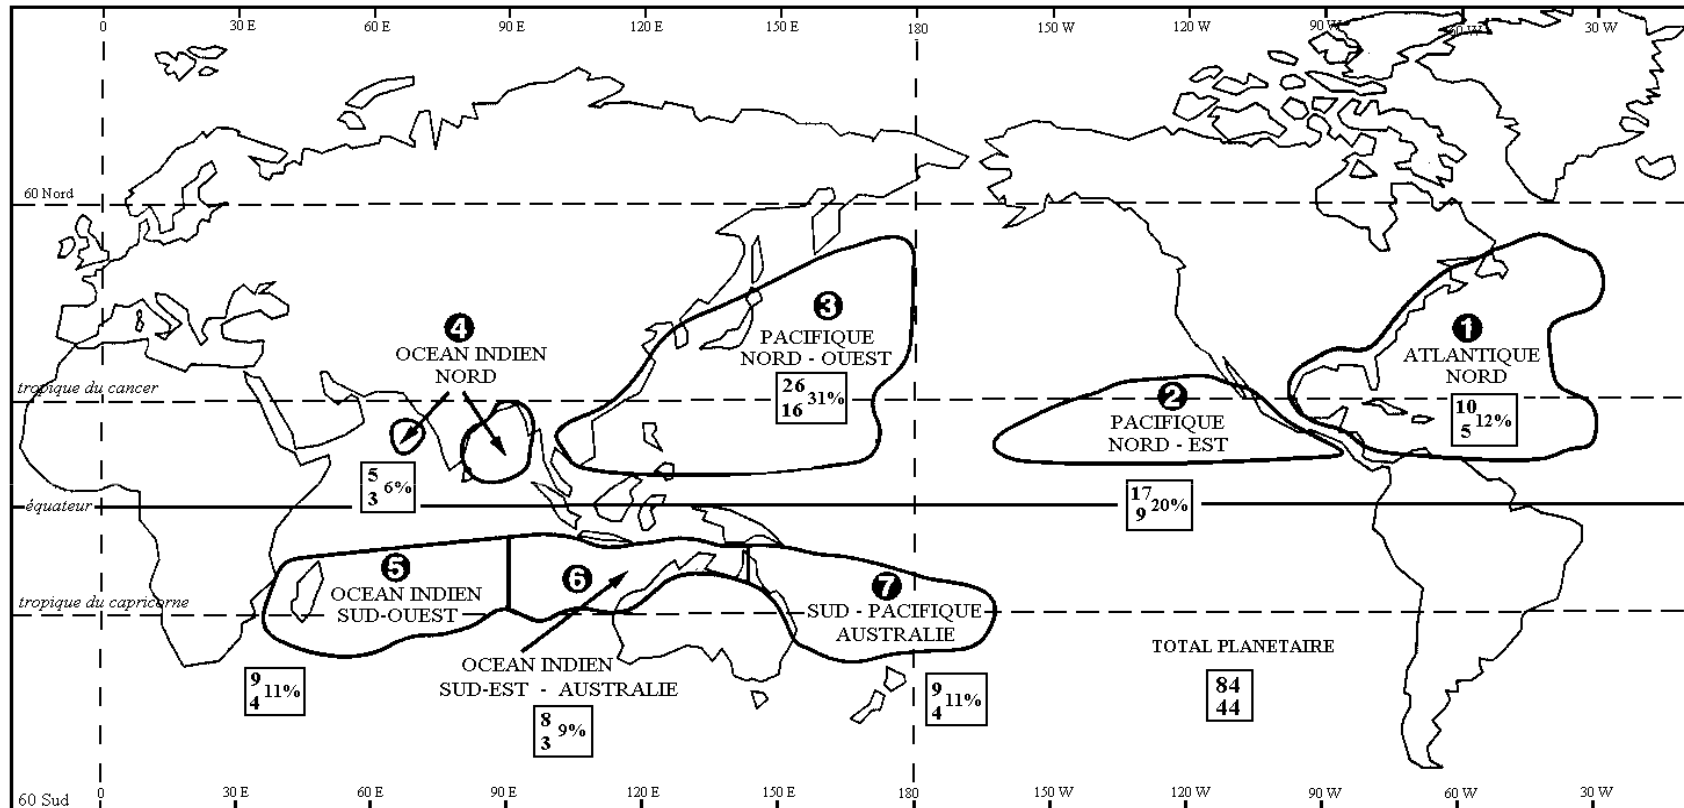 0 30 E 60 E 90 E 120 E 150 E 180 150 W 120 W 90 W 60 W 30 W
60 Nord
4
OCEAN INDIEN
NORD
5
3 6%
3
PACIFIQUE
NORD - OUEST
26
16 31%
2
PACIFIQUE
NORD - EST
17
9 20%
1
ATLANTIQUE
NORD
10
5 12%
tropique du cancer
équateur
tropique du capricorne
5
OCEAN INDIEN
SUD-OUEST
9
4 11%
6
OCEAN INDIEN
SUD-EST - AUSTRALIE
8
3 9%
7
SUD - PACIFIQUE
AUSTRALIE
9
4 11%
TOTAL PLANETAIRE
84
44
60 Sud
0 30 E 60 E 90 E 120 E 150 E 180 150 W 120 W 90 W 60 W 30 W